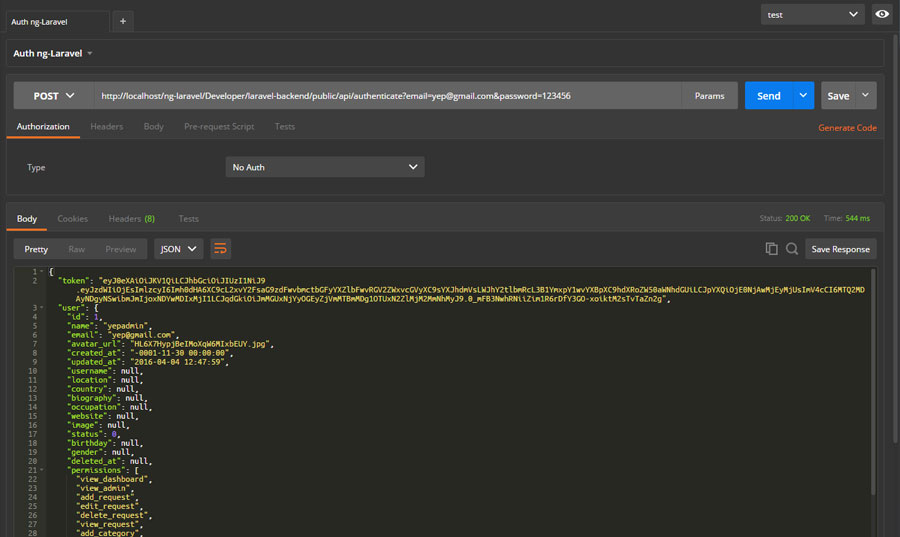 Auth ng-Laravel
+
test
Auth ng-Laravel
POST
http://localhost/ng-laravel/Developer/laravel-backend/public/api/authenticate?email=yep@gmail.com&password=123456
Params
Send
Save
Authorization Headers Body Pre-request Script Tests
Generate Code
Type
No Auth
Body Cookies Headers (8) Tests
Status: 200 OK Time: 544 ms
Pretty Raw Preview
JSON
Save Response
1 {
2 "token":
3 "user": {
4 "id": 1,
5 "name": "yepadmin",
6 "email": "yep@gmail.com",
7 "avatar_url": "HL6X7HypjBeIMoXqW6MIxbEUY.jpg",
8 "created_at": "-0001-11-30 00:00:00",
9 "updated_at": "2016-04-04 12:47:59",
10 "username": null,
11 "location": null,
12 "country": null,
13 "biography": null,
14 "occupation": null,
15 "website": null,
16 "image": null,
17 "status": 0,
18 "birthday": null,
19 "gender": null,
20 "deleted_at": null,
21 "permissions": [
22 "view_dashboard",
23 "view_admin",
24 "add_request",
25 "edit_request",
26 "delete_request",
27 "view_request",
28 "add_category",